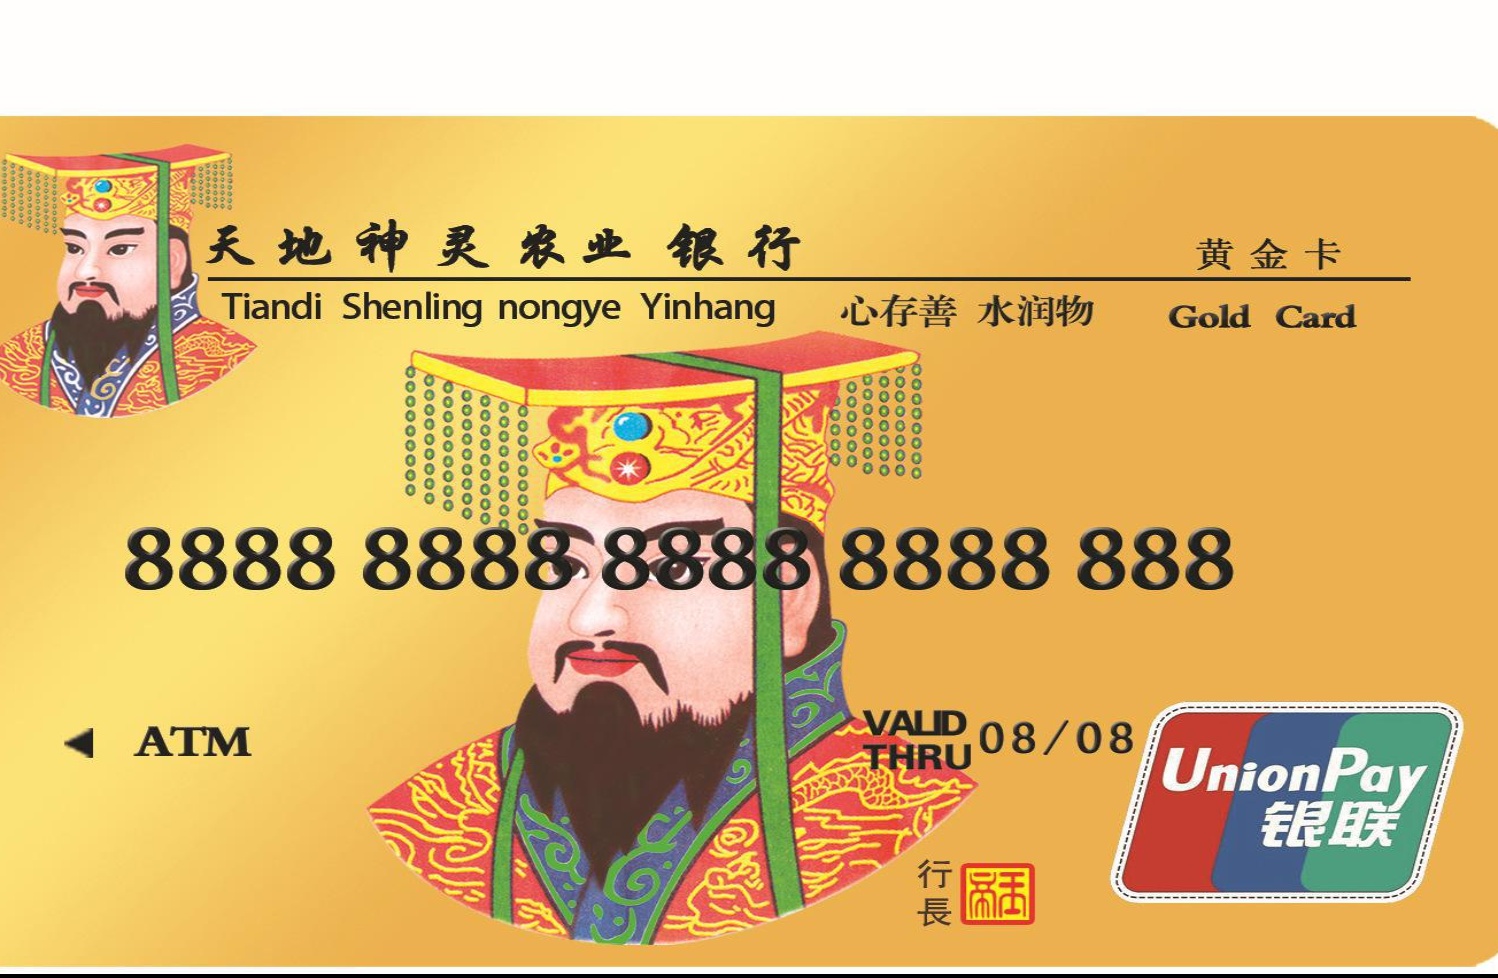 天地神灵农业银行
黄金卡
Tiandi Shenling nongye Yinhang
心存善 水润物
Gold Card
8888 8888 8888 8888 888
ATM
VALID THRU 08/08
UnionPay
银联
行長